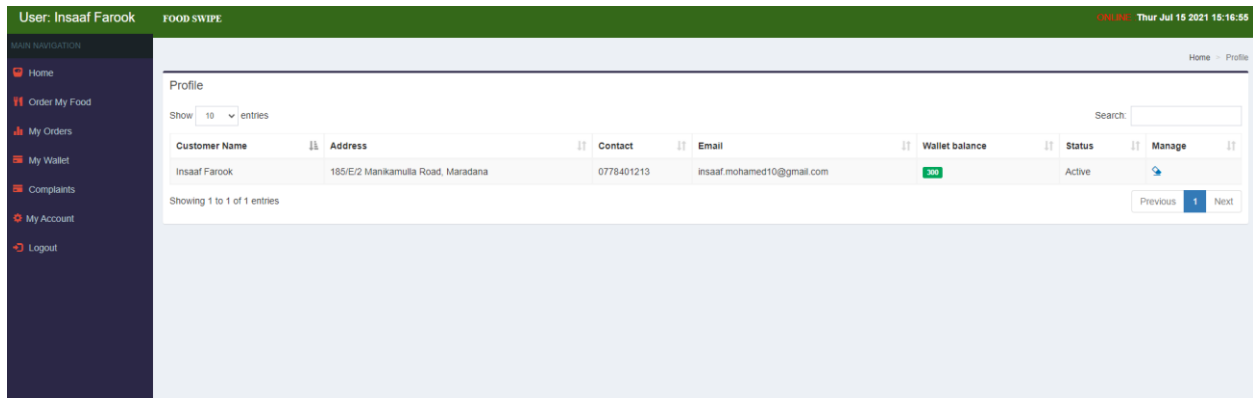 User: Insaaf Farook FOOD SWIPE ONLINE Thur Jul 15 2021 15:16:55
MAIN NAVIGATION
Home
Order My Food
My Orders
My Wallet
Complaints
My Account
Logout
Home Profile
Profile
Show 10 entries Search:
Customer Name Address Contact Email Wallet balance Status Manage
Insaaf Farook 185/E/2 Manikamulla Road, Maradana 0778401213 insaaf.mohamed10@gmail.com 300 Active
Showing 1 to 1 of 1 entries Previous 1 Next